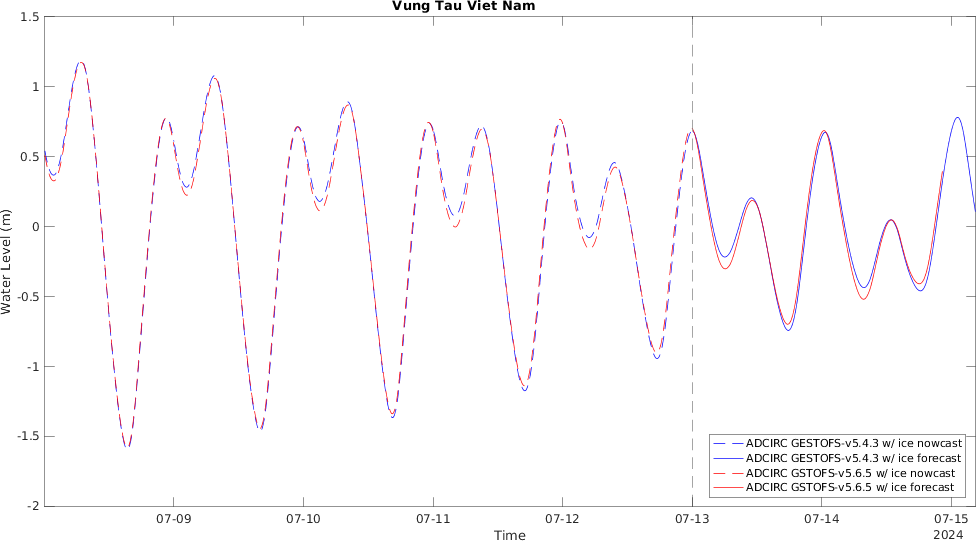 Vung Tau Viet Nam
Water Level (m)
1.5
1
0.5
0
-0.5
-1
-1.5
-2
ADCIRC GESTOFS-v5.4.3 w/ ice nowcast
ADCIRC GESTOFS-v5.4.3 w/ ice forecast
ADCIRC GSTOFS-v5.6.5 w/ ice nowcast
ADCIRC GSTOFS-v5.6.5 w/ ice forecast
07-09 07-10 07-11 07-12 07-13 07-14 07-15
Time 2024